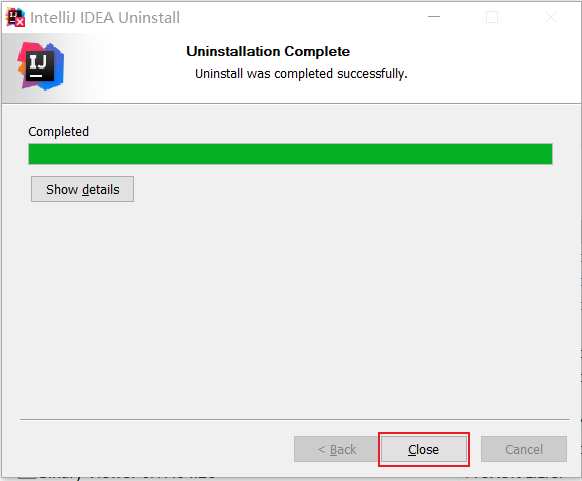 IntelliJ IDEA Uninstall
IJ
Uninstallation Complete
Uninstall was completed successfully.
Completed
Show details
< Back
Close
Cancel